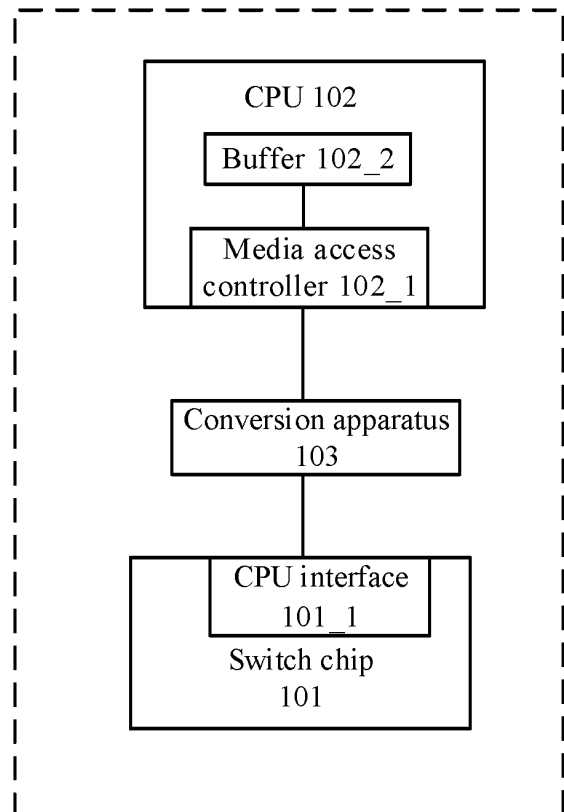 CPU 102
Buffer 102_2
Media access
controller 102_1
Conversion apparatus
103
CPU interface
101_1
Switch chip
101